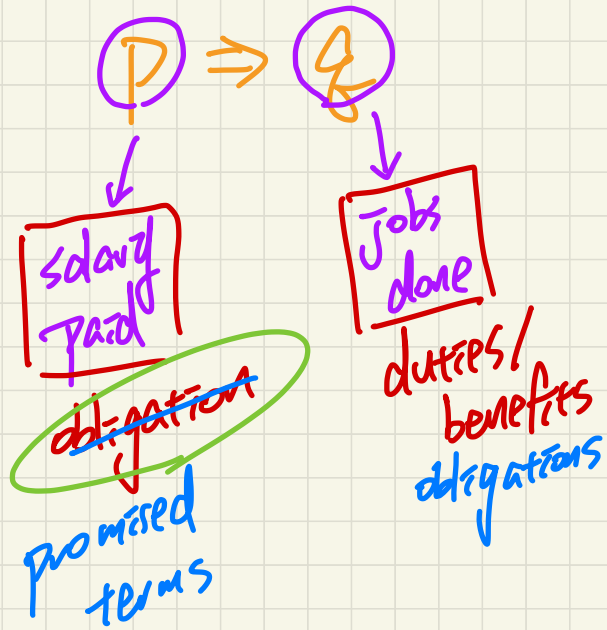 p ⇒ q
salary
paid
obligation
promised
terms
jobs
done
duties/
benefits
obligations